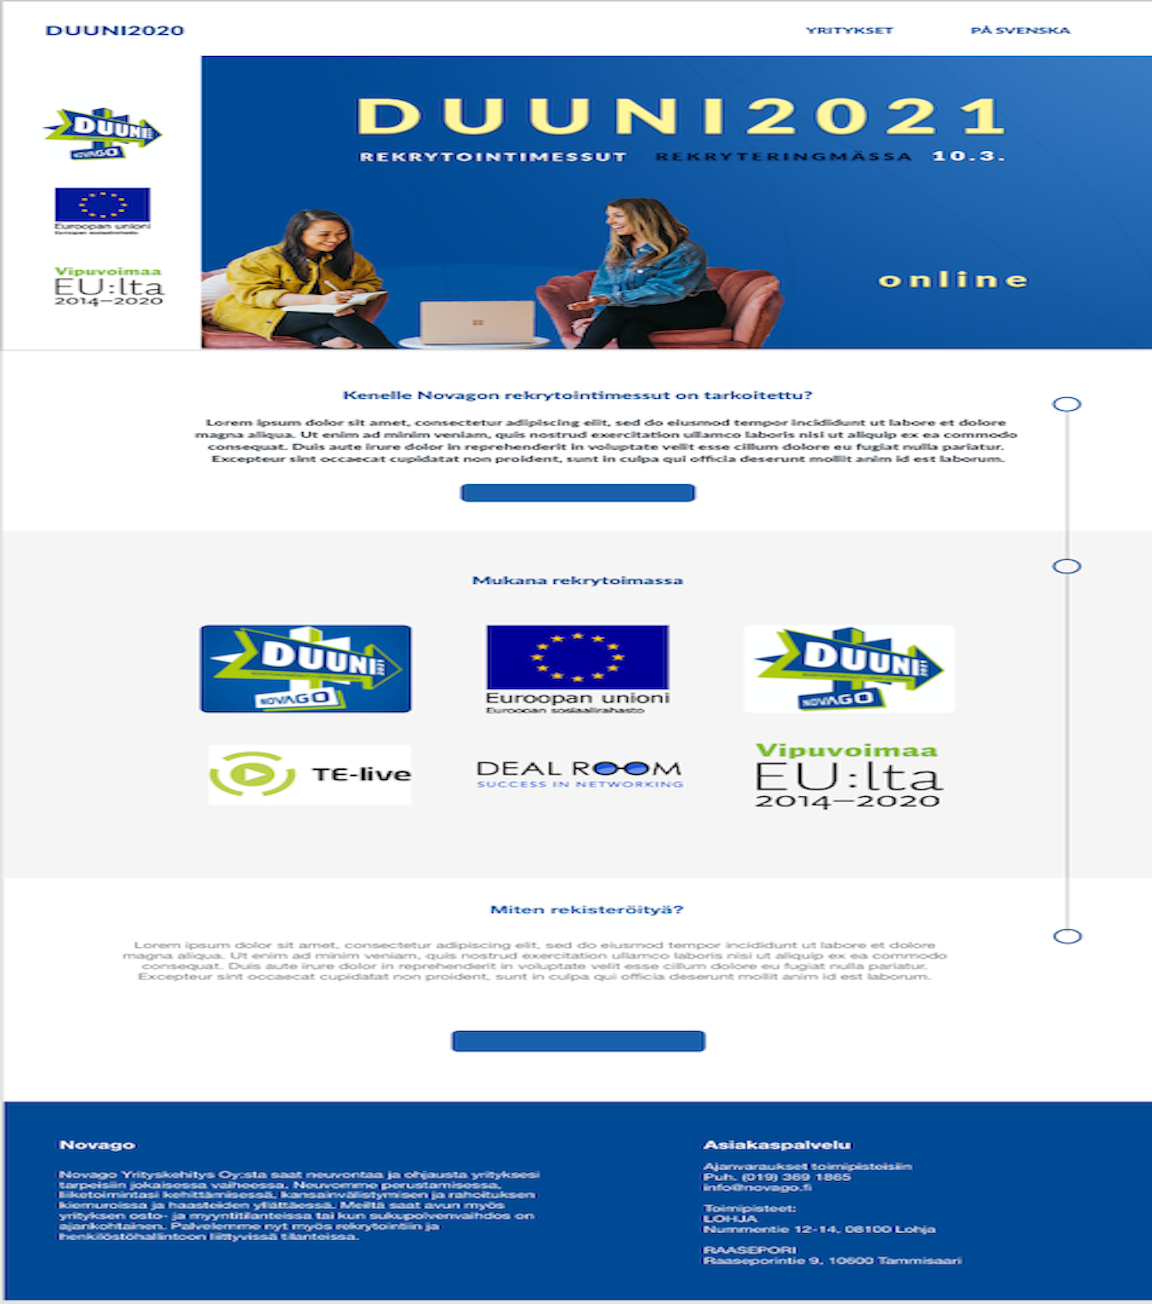 DUUNI2020
YRITYKSET
PÅ SVENSKA
DUUNI
NOVAGO
Euroopan unioni
Euroopan sosiaalirahasto
Vipuvoimaa
EU:lta
2014–2020
DUUNI2021
REKRYTOINTIMESSUT REKRYTERINGMÄSSA 10.3.
online
Kenelle Novagon rekrytointimessut on tarkoitettu?
Lorem ipsum dolor sit amet, consectetur adipiscing elit, sed do eiusmod tempor incididunt ut labore et dolore
magna aliqua. Ut enim ad minim veniam, quis nostrud exercitation ullamco laboris nisi ut aliquip ex ea commodo
consequat. Duis aute irure dolor in reprehenderit in voluptate velit esse cillum dolore eu fugiat nulla pariatur.
Excepteur sint occaecat cupidatat non proident, sunt in culpa qui officia deserunt mollit anim id est laborum.
Mukana rekrytoimassa
DUUNI
NOVAGO
Euroopan unioni
Euroopan sosiaalirahasto
DUUNI
NOVAGO
TE-live
DEAL ROOM
SUCCESS IN NETWORKING
Vipuvoimaa
EU:lta
2014–2020
Miten rekisteröityä?
Lorem ipsum dolor sit amet, consectetur adipiscing elit, sed do eiusmod tempor incididunt ut labore et dolore
magna aliqua. Ut enim ad minim veniam, quis nostrud exercitation ullamco laboris nisi ut aliquip ex ea commodo
consequat. Duis aute irure dolor in reprehenderit in voluptate velit esse cillum dolore eu fugiat nulla pariatur.
Excepteur sint occaecat cupidatat non proident, sunt in culpa qui officia deserunt mollit anim id est laborum.
Novago
Novago Yrityskehitys Oy:sta saat neuvontaa ja ohjausta yrityksesi
tarpeisiin jokaisessa vaiheessa. Neuvomme perustamisessa,
liiketoimintasi kehittämisessä, kansainvälistymisen ja rahoituksen
kiemuroissa ja haasteiden yllättäessä. Meiltä saat avun myös
yrityksen osto- ja myyntitilanteissa tai kun sukupolvenvaihdos on
ajankohtainen. Palvelemme nyt myös rekrytointiin ja
henkilöstöhallintoon liittyvissä tilanteissa.
Asiakaspalvelu
Ajanvaraukset toimipisteisiin
Puh. (019) 369 1865
info@novago.fi
Toimipisteet:
LOHJA
Nummentie 12-14, 08100 Lohja
RAASEPORI
Raaseporintie 9, 10600 Tammisaari